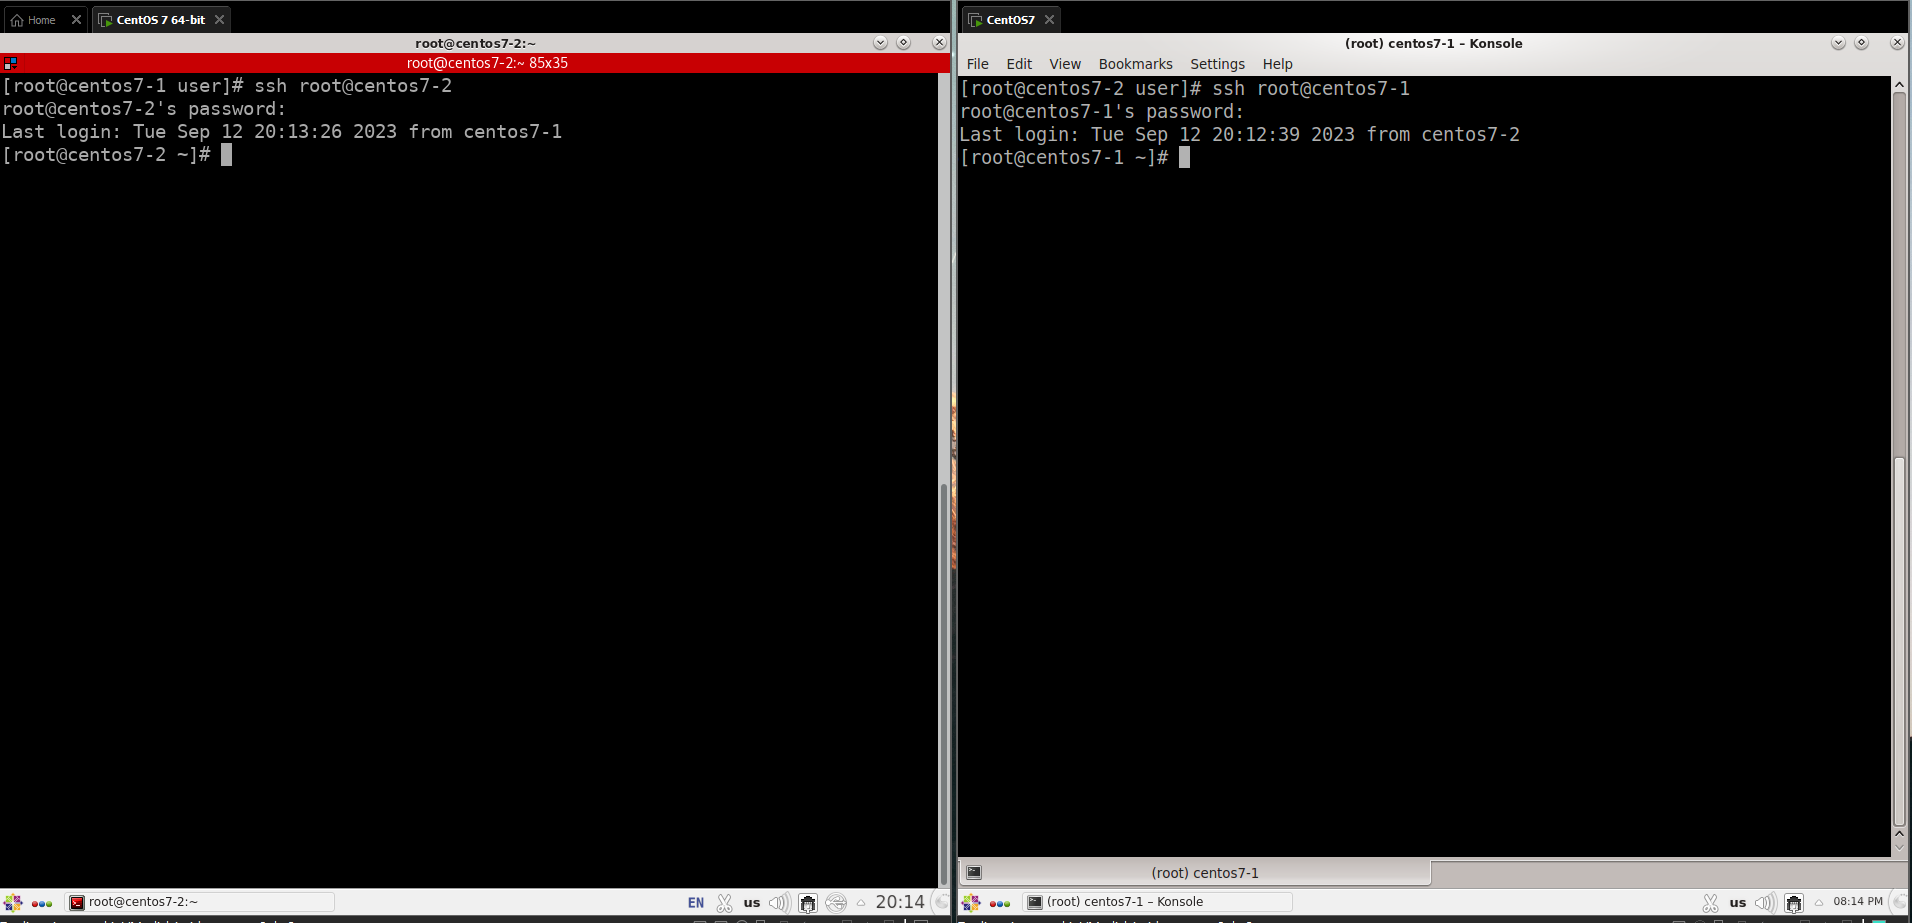 Home
CentOS 7 64-bit
root@centos7-2:~
root@centos7-2:~ 85x35
[root@centos7-1 user]# ssh root@centos7-2
root@centos7-2's password:
Last login: Tue Sep 12 20:13:26 2023 from centos7-1
[root@centos7-2 ~]#
root@centos7-2:~
EN
us
20:14
CentOS7
(root) centos7-1 – Konsole
File Edit View Bookmarks Settings Help
[root@centos7-2 user]# ssh root@centos7-1
root@centos7-1's password:
Last login: Tue Sep 12 20:12:39 2023 from centos7-2
[root@centos7-1 ~]#
(root) centos7-1
(root) centos7-1 – Konsole
us
08:14 PM